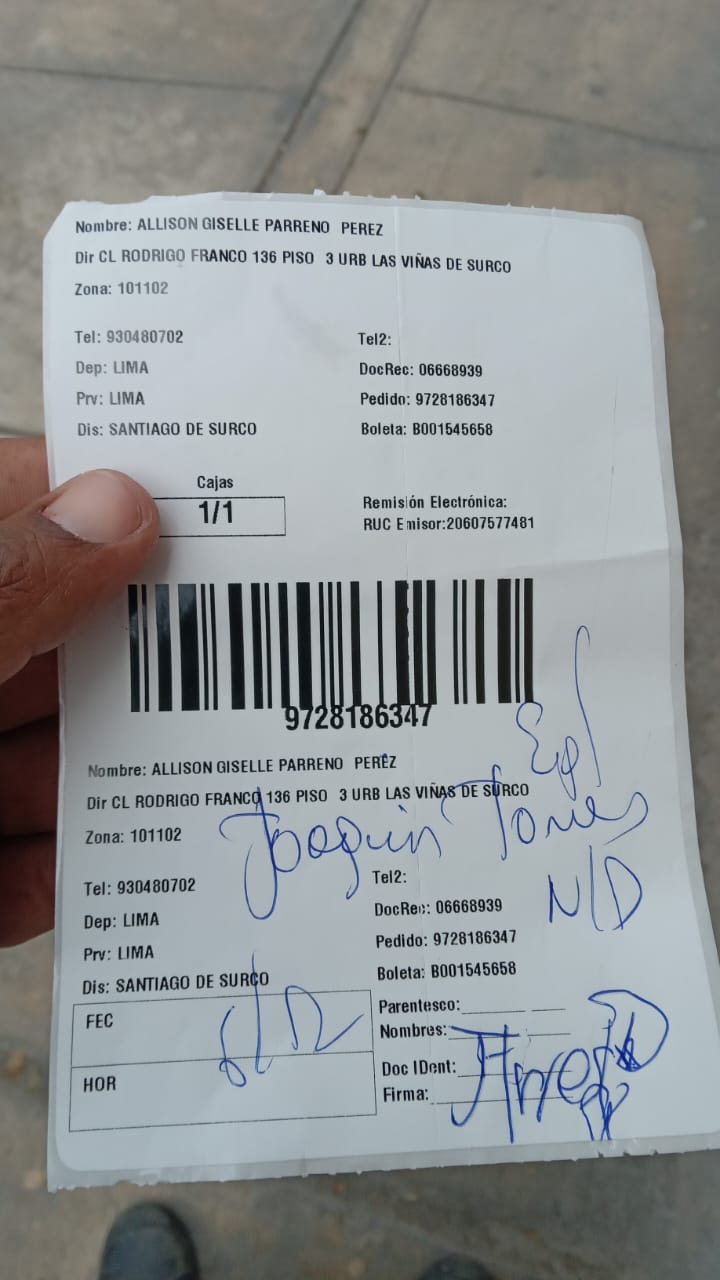 Nombre: ALLISON GISELLE PARRENO PEREZ
Dir CL RODRIGO FRANCO 136 PISO 3 URB LAS VIÑAS DE SURCO
Zona: 101102
Tel: 930480702 Tel2:
Dep: LIMA DocRec: 06668939
Prv: LIMA Pedido: 9728186347
Dis: SANTIAGO DE SURCO Boleta: B001545658
Cajas
1/1
Remisión Electrónica:
RUC Emisor:20607577481
9728186347
Nombre: ALLISON GISELLE PARRENO PEREZ
Dir CL RODRIGO FRANCO 136 PISO 3 URB LAS VIÑAS DE SURCO
Zona: 101102
Joaquin Torres
N/D
Tel: 930480702 Tel2:
Dep: LIMA DocRec: 06668939
Prv: LIMA Pedido: 9728186347
Dis: SANTIAGO DE SURCO Boleta: B001545658
FEC
HOR
Parentesco:
Nombres:
Doc IDent:
Firma: